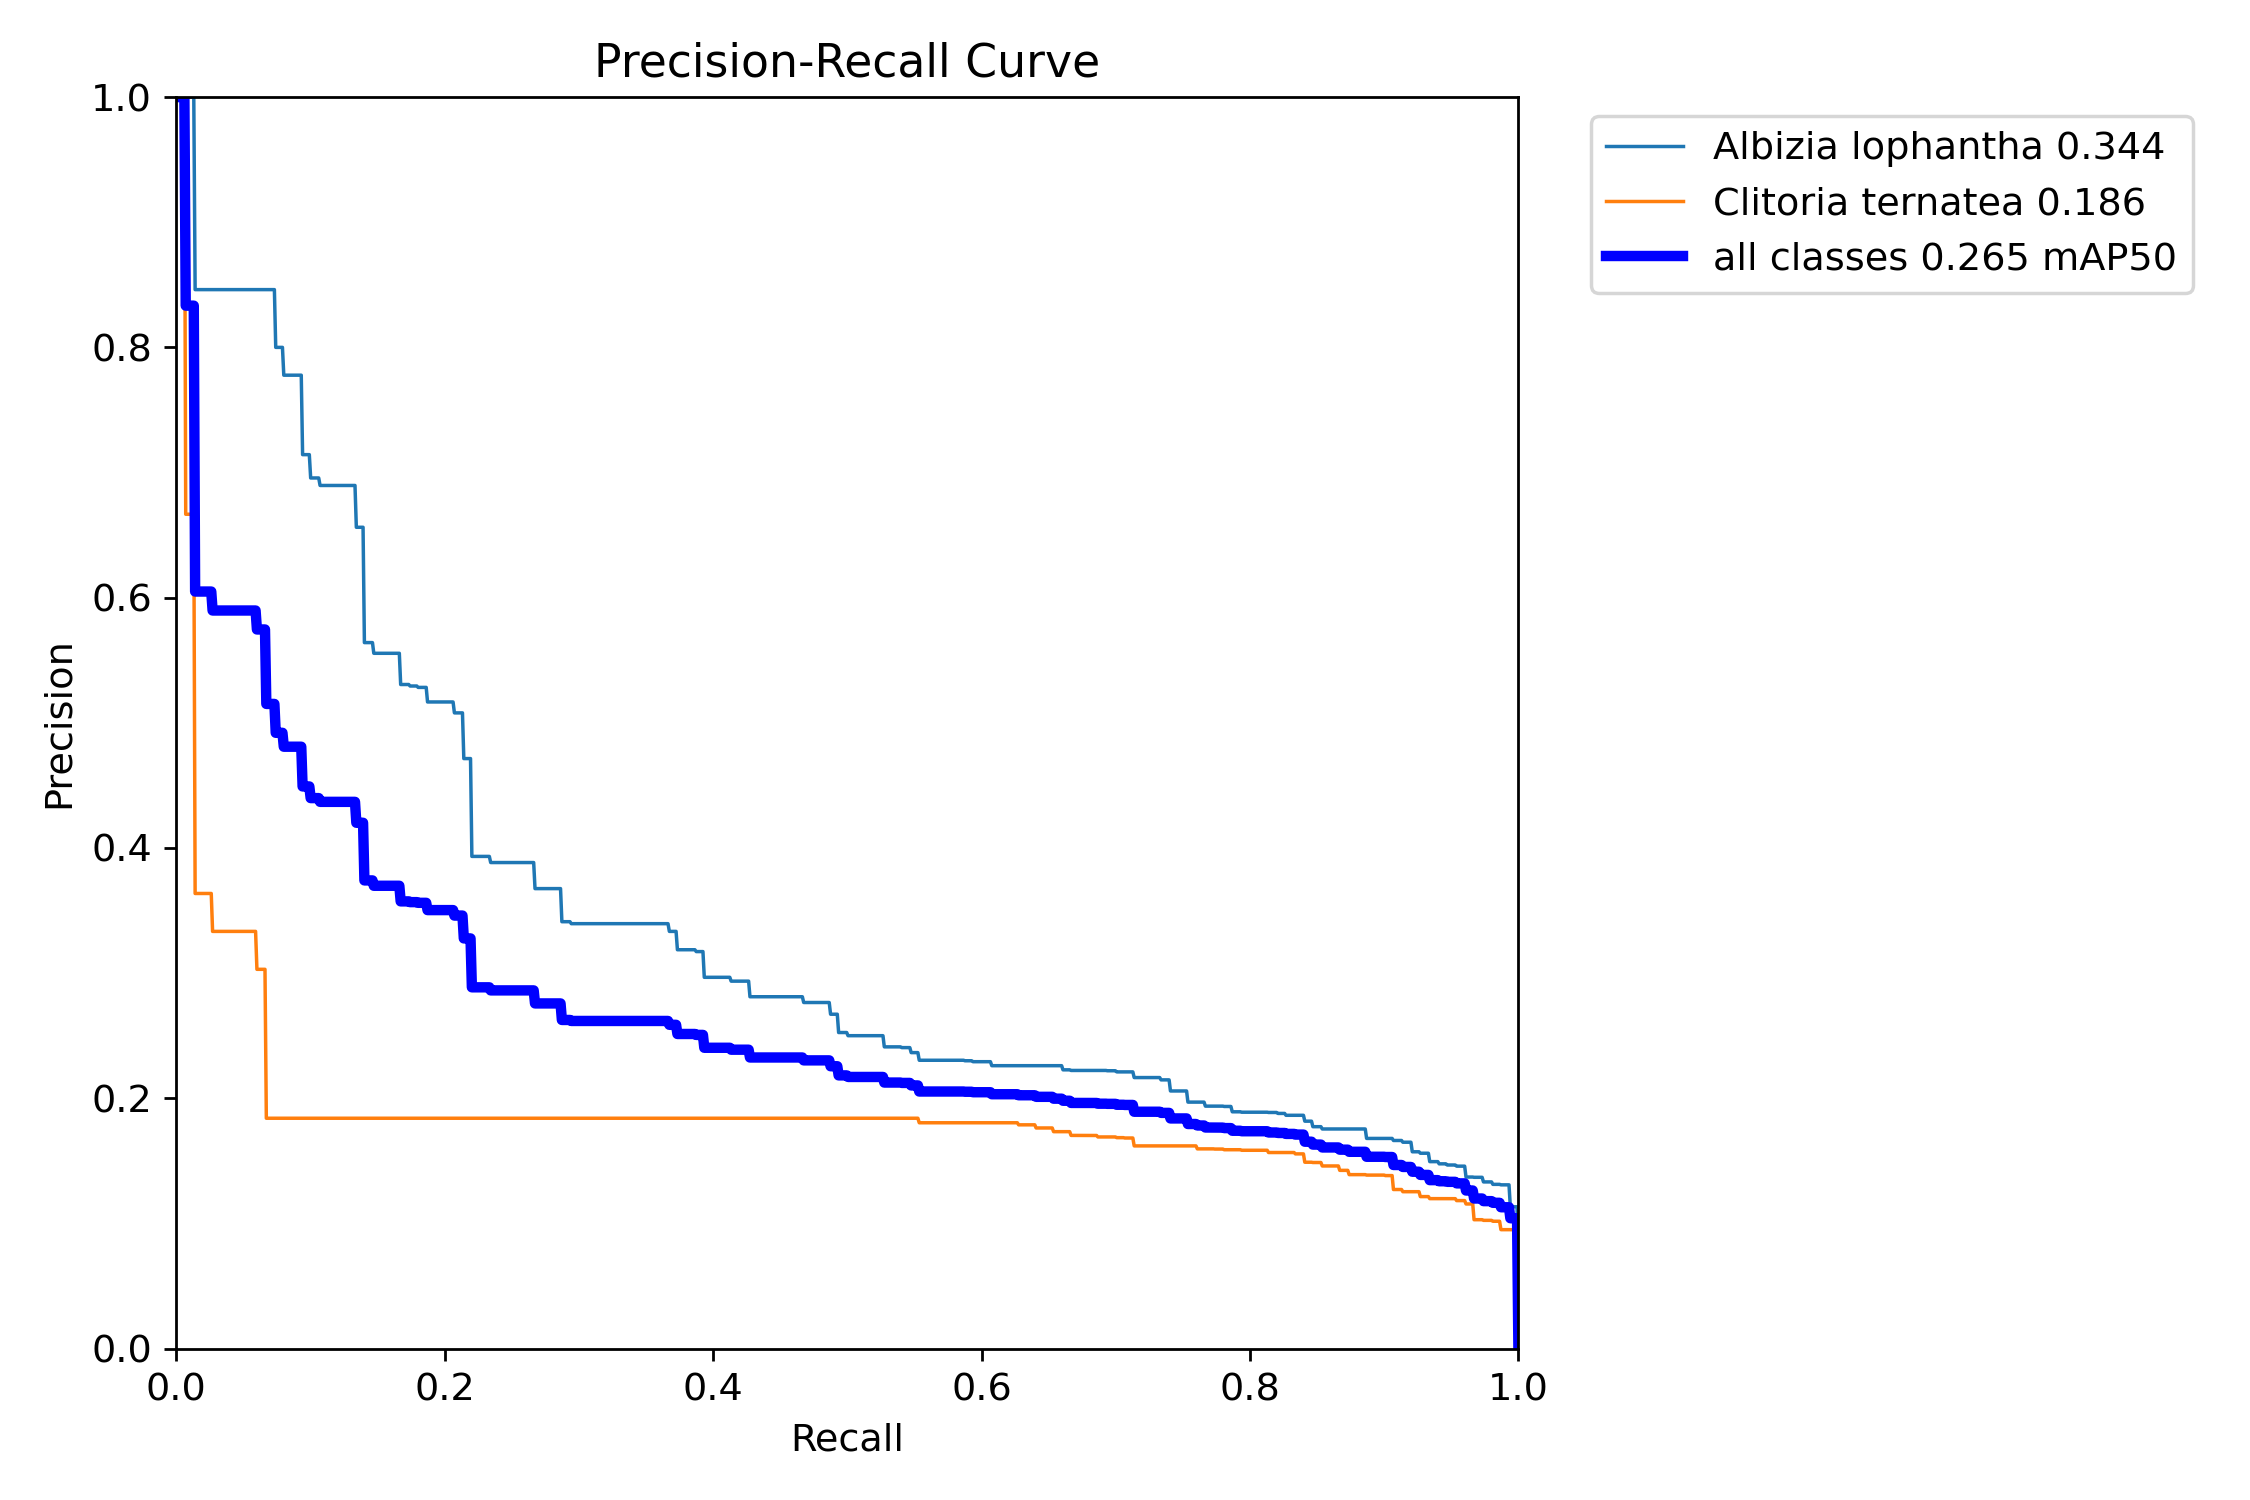 Precision-Recall Curve
1.0
0.8
0.6
0.4
0.2
0.0
Precision
0.0 0.2 0.4 0.6 0.8 1.0
Recall
Albizia lophantha 0.344
Clitoria ternatea 0.186
all classes 0.265 mAP50